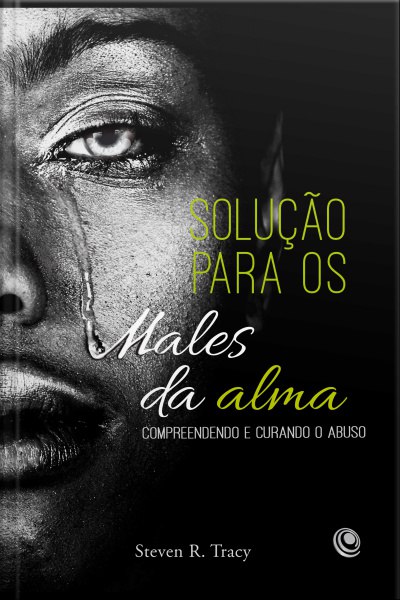 SOLUÇÃO
PARA OS
Males
da alma
COMPREENDENDO E CURANDO O ABUSO
Steven R. Tracy